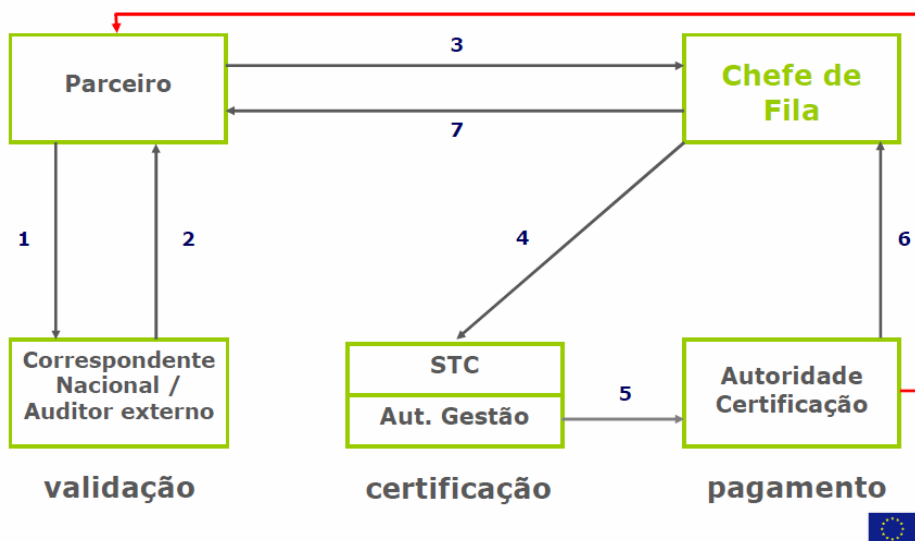 3
Parceiro
Chefe de
Fila
7
1
2
4
6
Correspondente
Nacional /
Auditor externo
STC
Aut. Gestão
5
Autoridade
Certificação
validação
certificação
pagamento